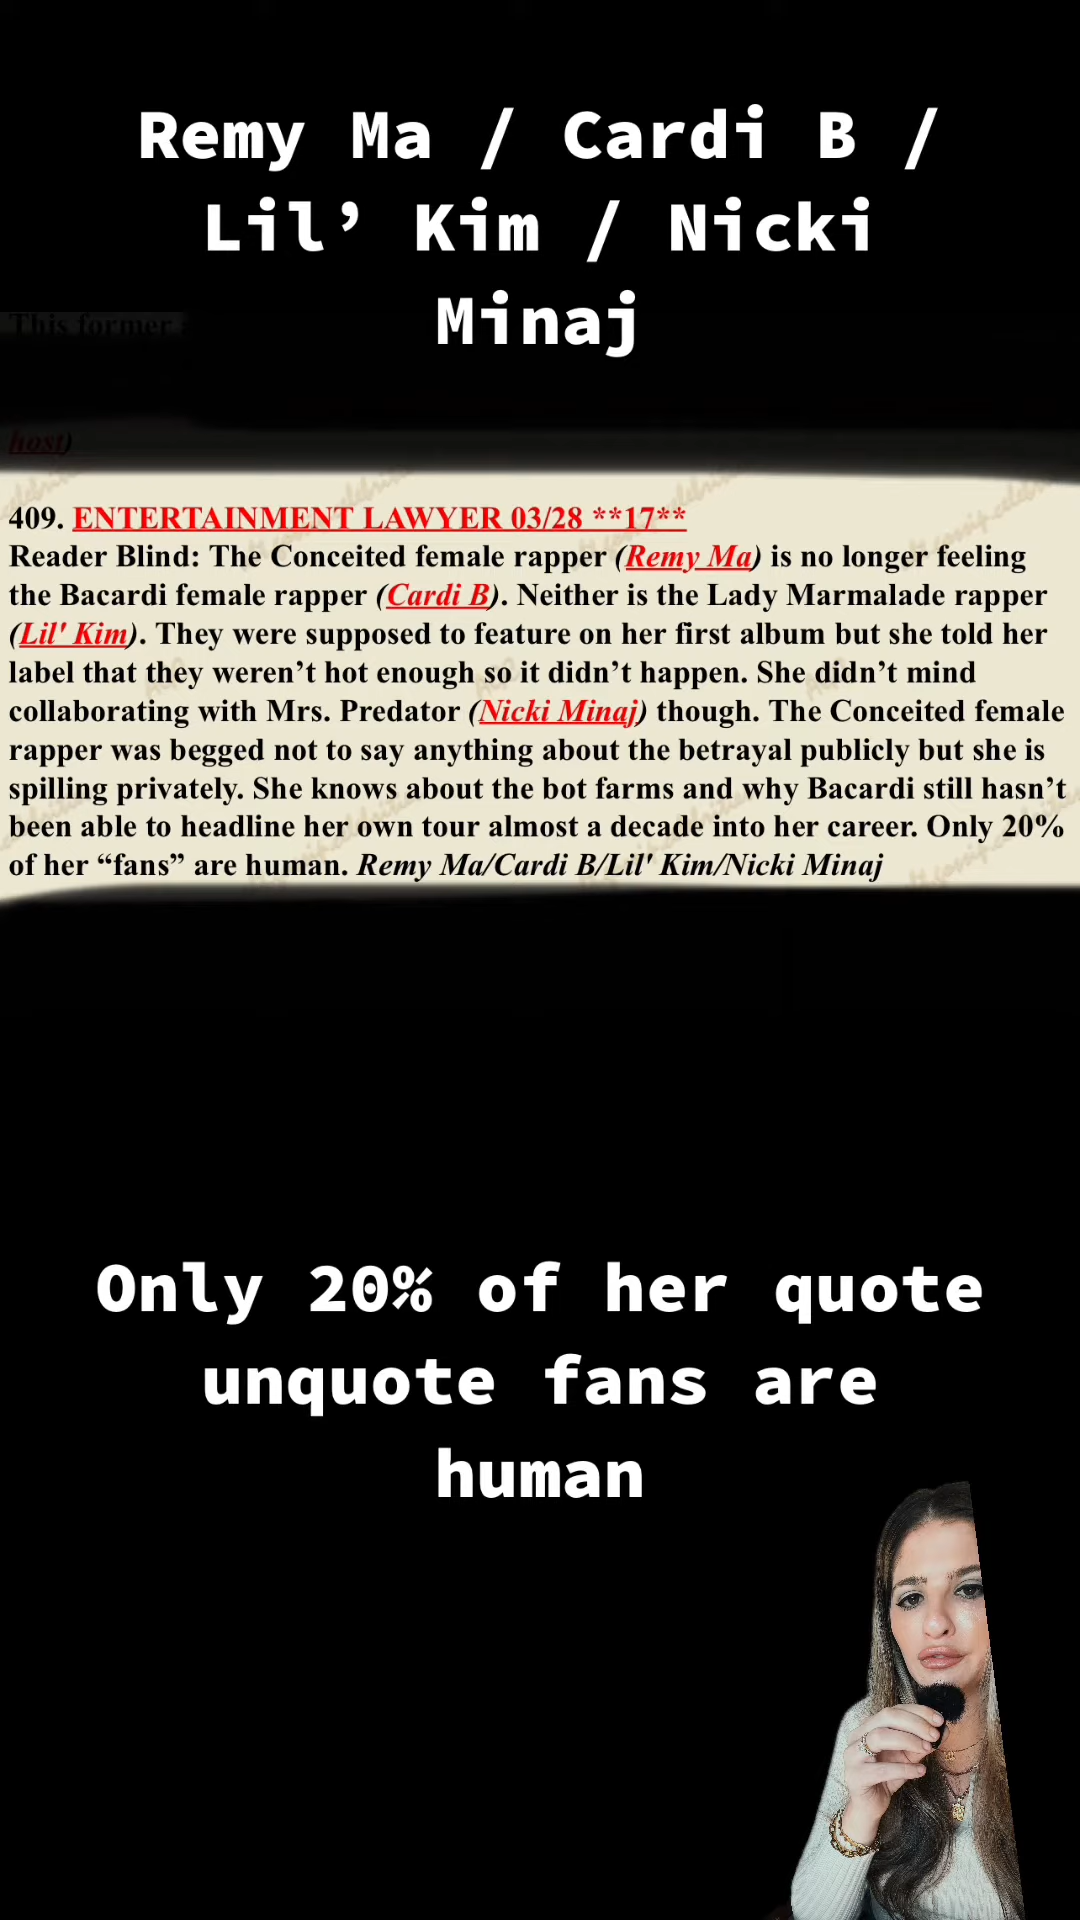 Remy Ma / Cardi B /
Lil’ Kim / Nicki
Minaj
This former
host)
409. ENTERTAINMENT LAWYER 03/28 **17**
Reader Blind: The Conceited female rapper (Remy Ma) is no longer feeling
the Bacardi female rapper (Cardi B). Neither is the Lady Marmalade rapper
(Lil' Kim). They were supposed to feature on her first album but she told her
label that they weren’t hot enough so it didn’t happen. She didn’t mind
collaborating with Mrs. Predator (Nicki Minaj) though. The Conceited female
rapper was begged not to say anything about the betrayal publicly but she is
spilling privately. She knows about the bot farms and why Bacardi still hasn’t
been able to headline her own tour almost a decade into her career. Only 20%
of her “fans” are human. Remy Ma/Cardi B/Lil' Kim/Nicki Minaj
Only 20% of her quote
unquote fans are
human